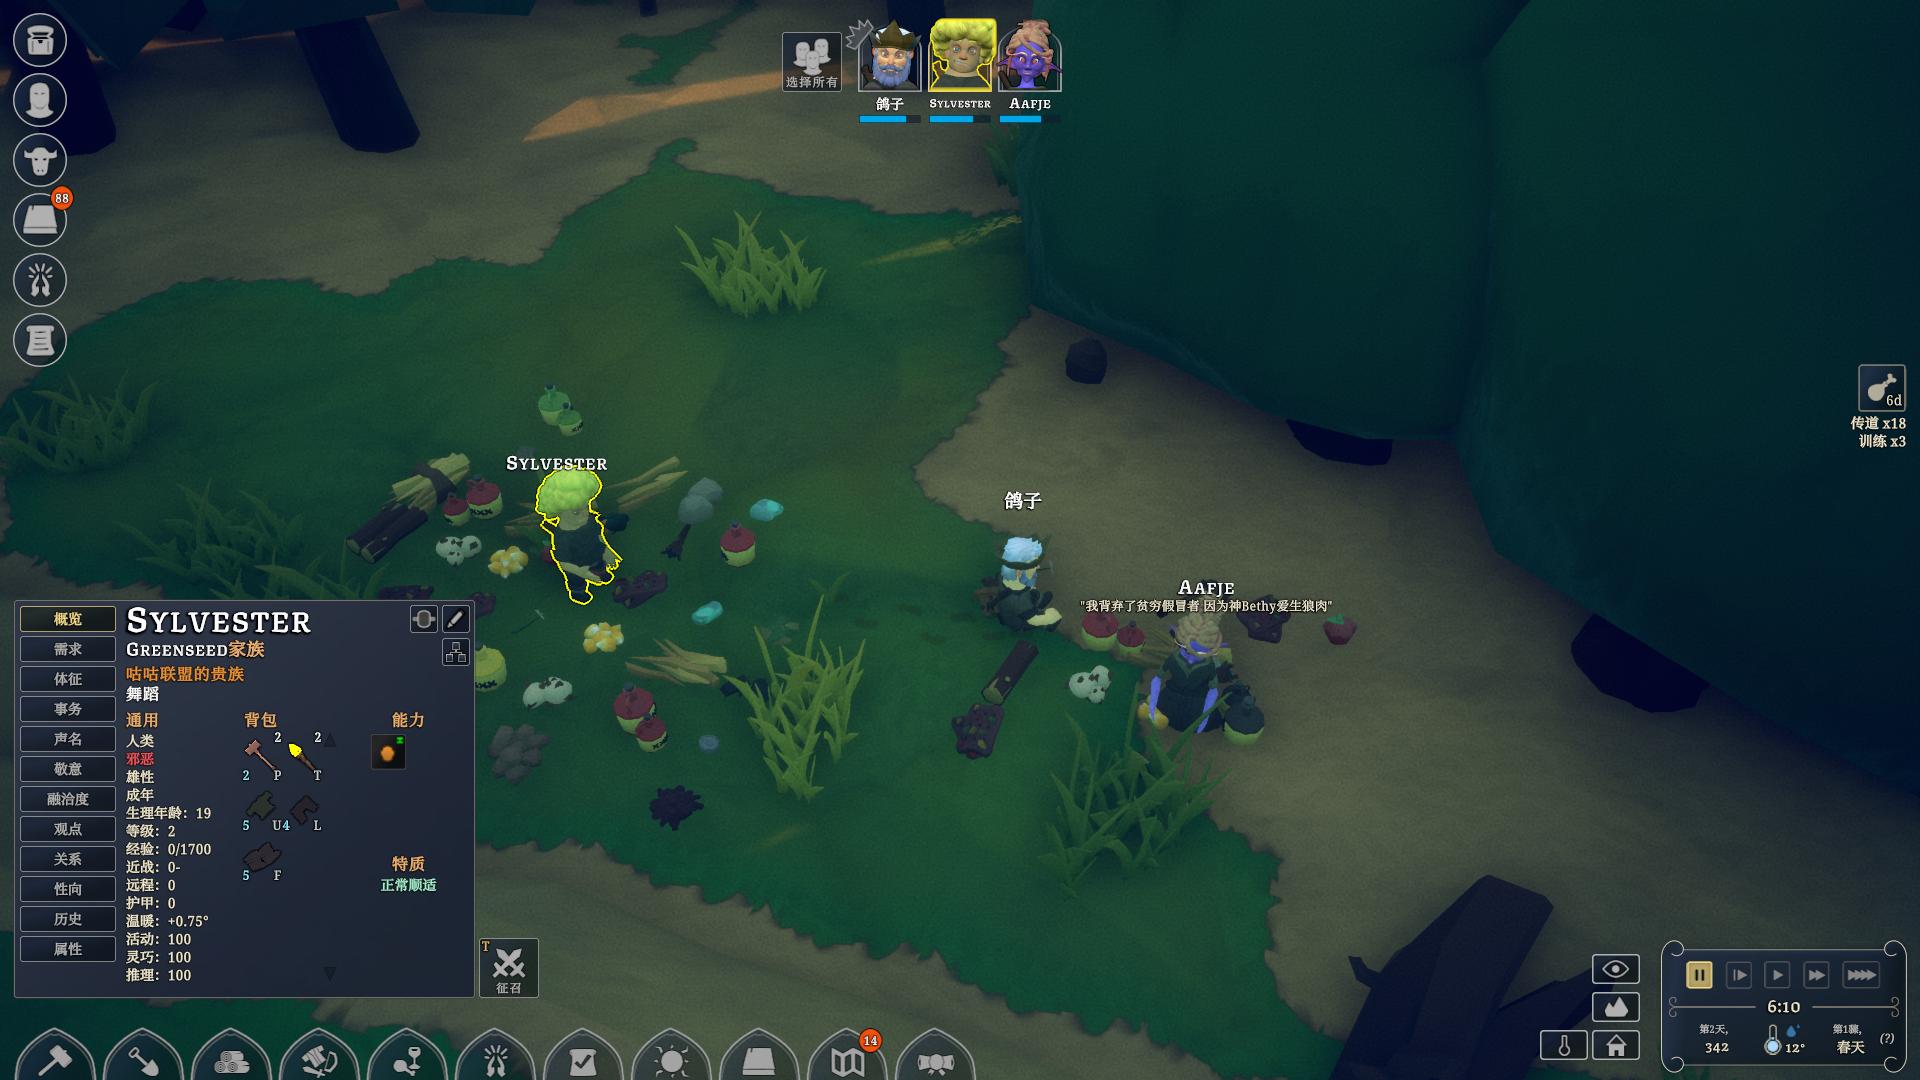 选择所有
鸽子
SYLVESTER
AAFJE
88
6d
传道 x18
训练 x3
SYLVESTER
鸽子
AAFJE
"我背弃了贫穷假冒者 因为神Bethy爱生狼肉"
概览
需求
体征
事务
声名
敬意
融洽度
观点
关系
性向
历史
属性
SYLVESTER
GREENSEED家族
咕咕联盟的贵族
舞蹈
通用
人类
邪恶
雄性
成年
生理年龄: 19
等级: 2
经验: 0/1700
近战: 0-
远程: 0
护甲: 0
温暖: +0.75°
活动: 100
灵巧: 100
推理: 100
背包
2 2
2 P T
5 U 4 L
5 F
能力
特质
正常顺适
T
征召
14
6:10
第2天,
342
12°
第1骊,
春天
(?)